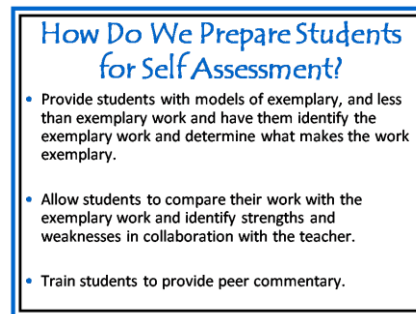 How Do We Prepare Students
for Self Assessment?
• Provide students with models of exemplary, and less
than exemplary work and have them identify the
exemplary work and determine what makes the work
exemplary.
• Allow students to compare their work with the
exemplary work and identify strengths and
weaknesses in collaboration with the teacher.
• Train students to provide peer commentary.